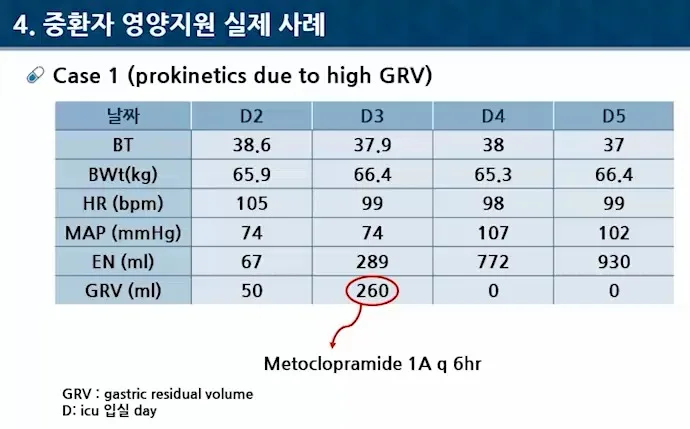 4. 중환자 영양지원 실제 사례
Case 1 (prokinetics due to high GRV)
날짜 D2 D3 D4 D5
BT 38.6 37.9 38 37
BWt(kg) 65.9 66.4 65.3 66.4
HR (bpm) 105 99 98 99
MAP (mmHg) 74 74 107 102
EN (ml) 67 289 772 930
GRV (ml) 50 260 0 0
Metoclopramide 1A q 6hr
GRV : gastric residual volume
D: icu 입실 day